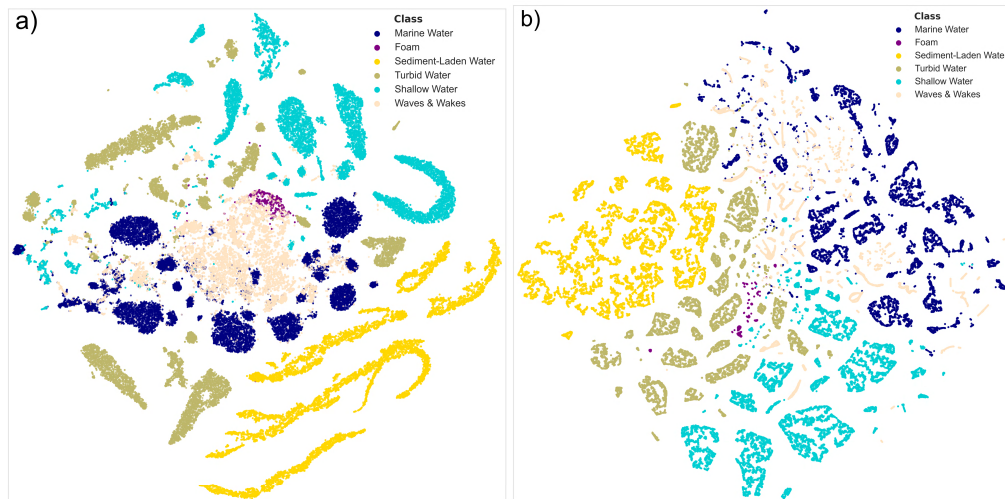 a)
Class
Marine Water
Foam
Sediment-Laden Water
Turbid Water
Shallow Water
Waves & Wakes
b)
Class
Marine Water
Foam
Sediment-Laden Wate
Turbid Water
Shallow Water
Waves & Wakes